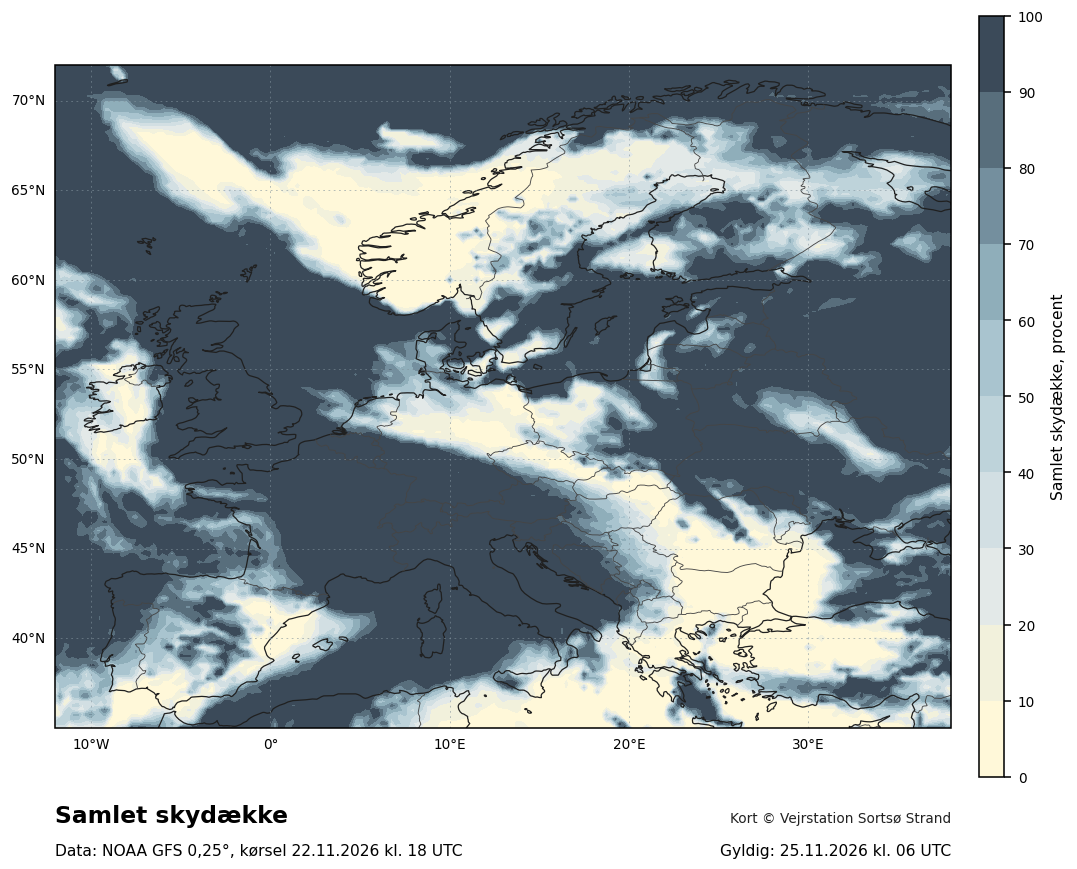 100
90
80
70
60
50
40
30
20
10
0
Samlet skydække, procent
70°N
65°N
60°N
55°N
50°N
45°N
40°N
10°W
0°
10°E
20°E
30°E
Samlet skydække
Kort © Vejrstation Sortsø Strand
Data: NOAA GFS 0,25°, kørsel 22.11.2026 kl. 18 UTC
Gyldig: 25.11.2026 kl. 06 UTC